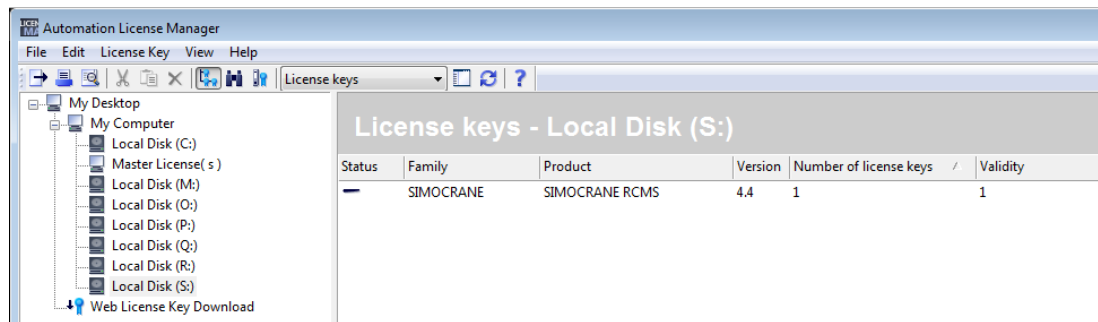 Automation License Manager
File Edit License Key View Help
License keys
My Desktop
My Computer
Local Disk (C:)
Master License( s )
Local Disk (M:)
Local Disk (O:)
Local Disk (P:)
Local Disk (Q:)
Local Disk (R:)
Local Disk (S:)
Web License Key Download
License keys - Local Disk (S:)
Status Family Product Version Number of license keys Validity
SIMOCRANE SIMOCRANE RCMS 4.4 1 1